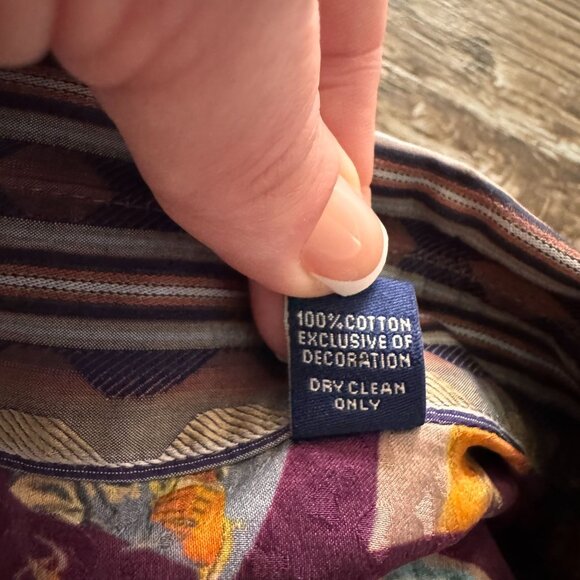 100% COTTON
EXCLUSIVE OF
DECORATION
DRY CLEAN
ONLY